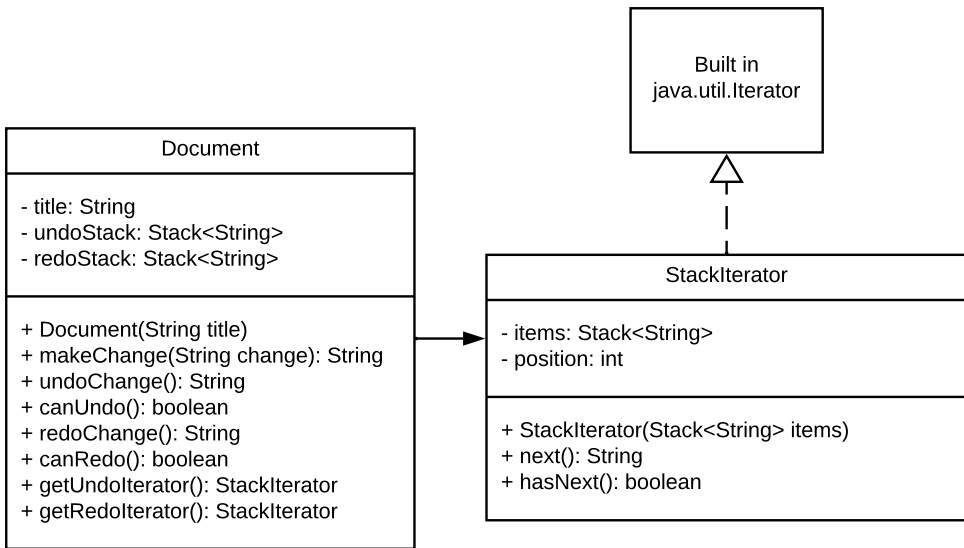 Built in
java.util.Iterator
Document
- title: String
- undoStack: Stack<String>
- redoStack: Stack<String>
+ Document(String title)
+ makeChange(String change): String
+ undoChange(): String
+ canUndo(): boolean
+ redoChange(): String
+ canRedo(): boolean
+ getUndoIterator(): StackIterator
+ getRedoIterator(): StackIterator
StackIterator
- items: Stack<String>
- position: int
+ StackIterator(Stack<String> items)
+ next(): String
+ hasNext(): boolean